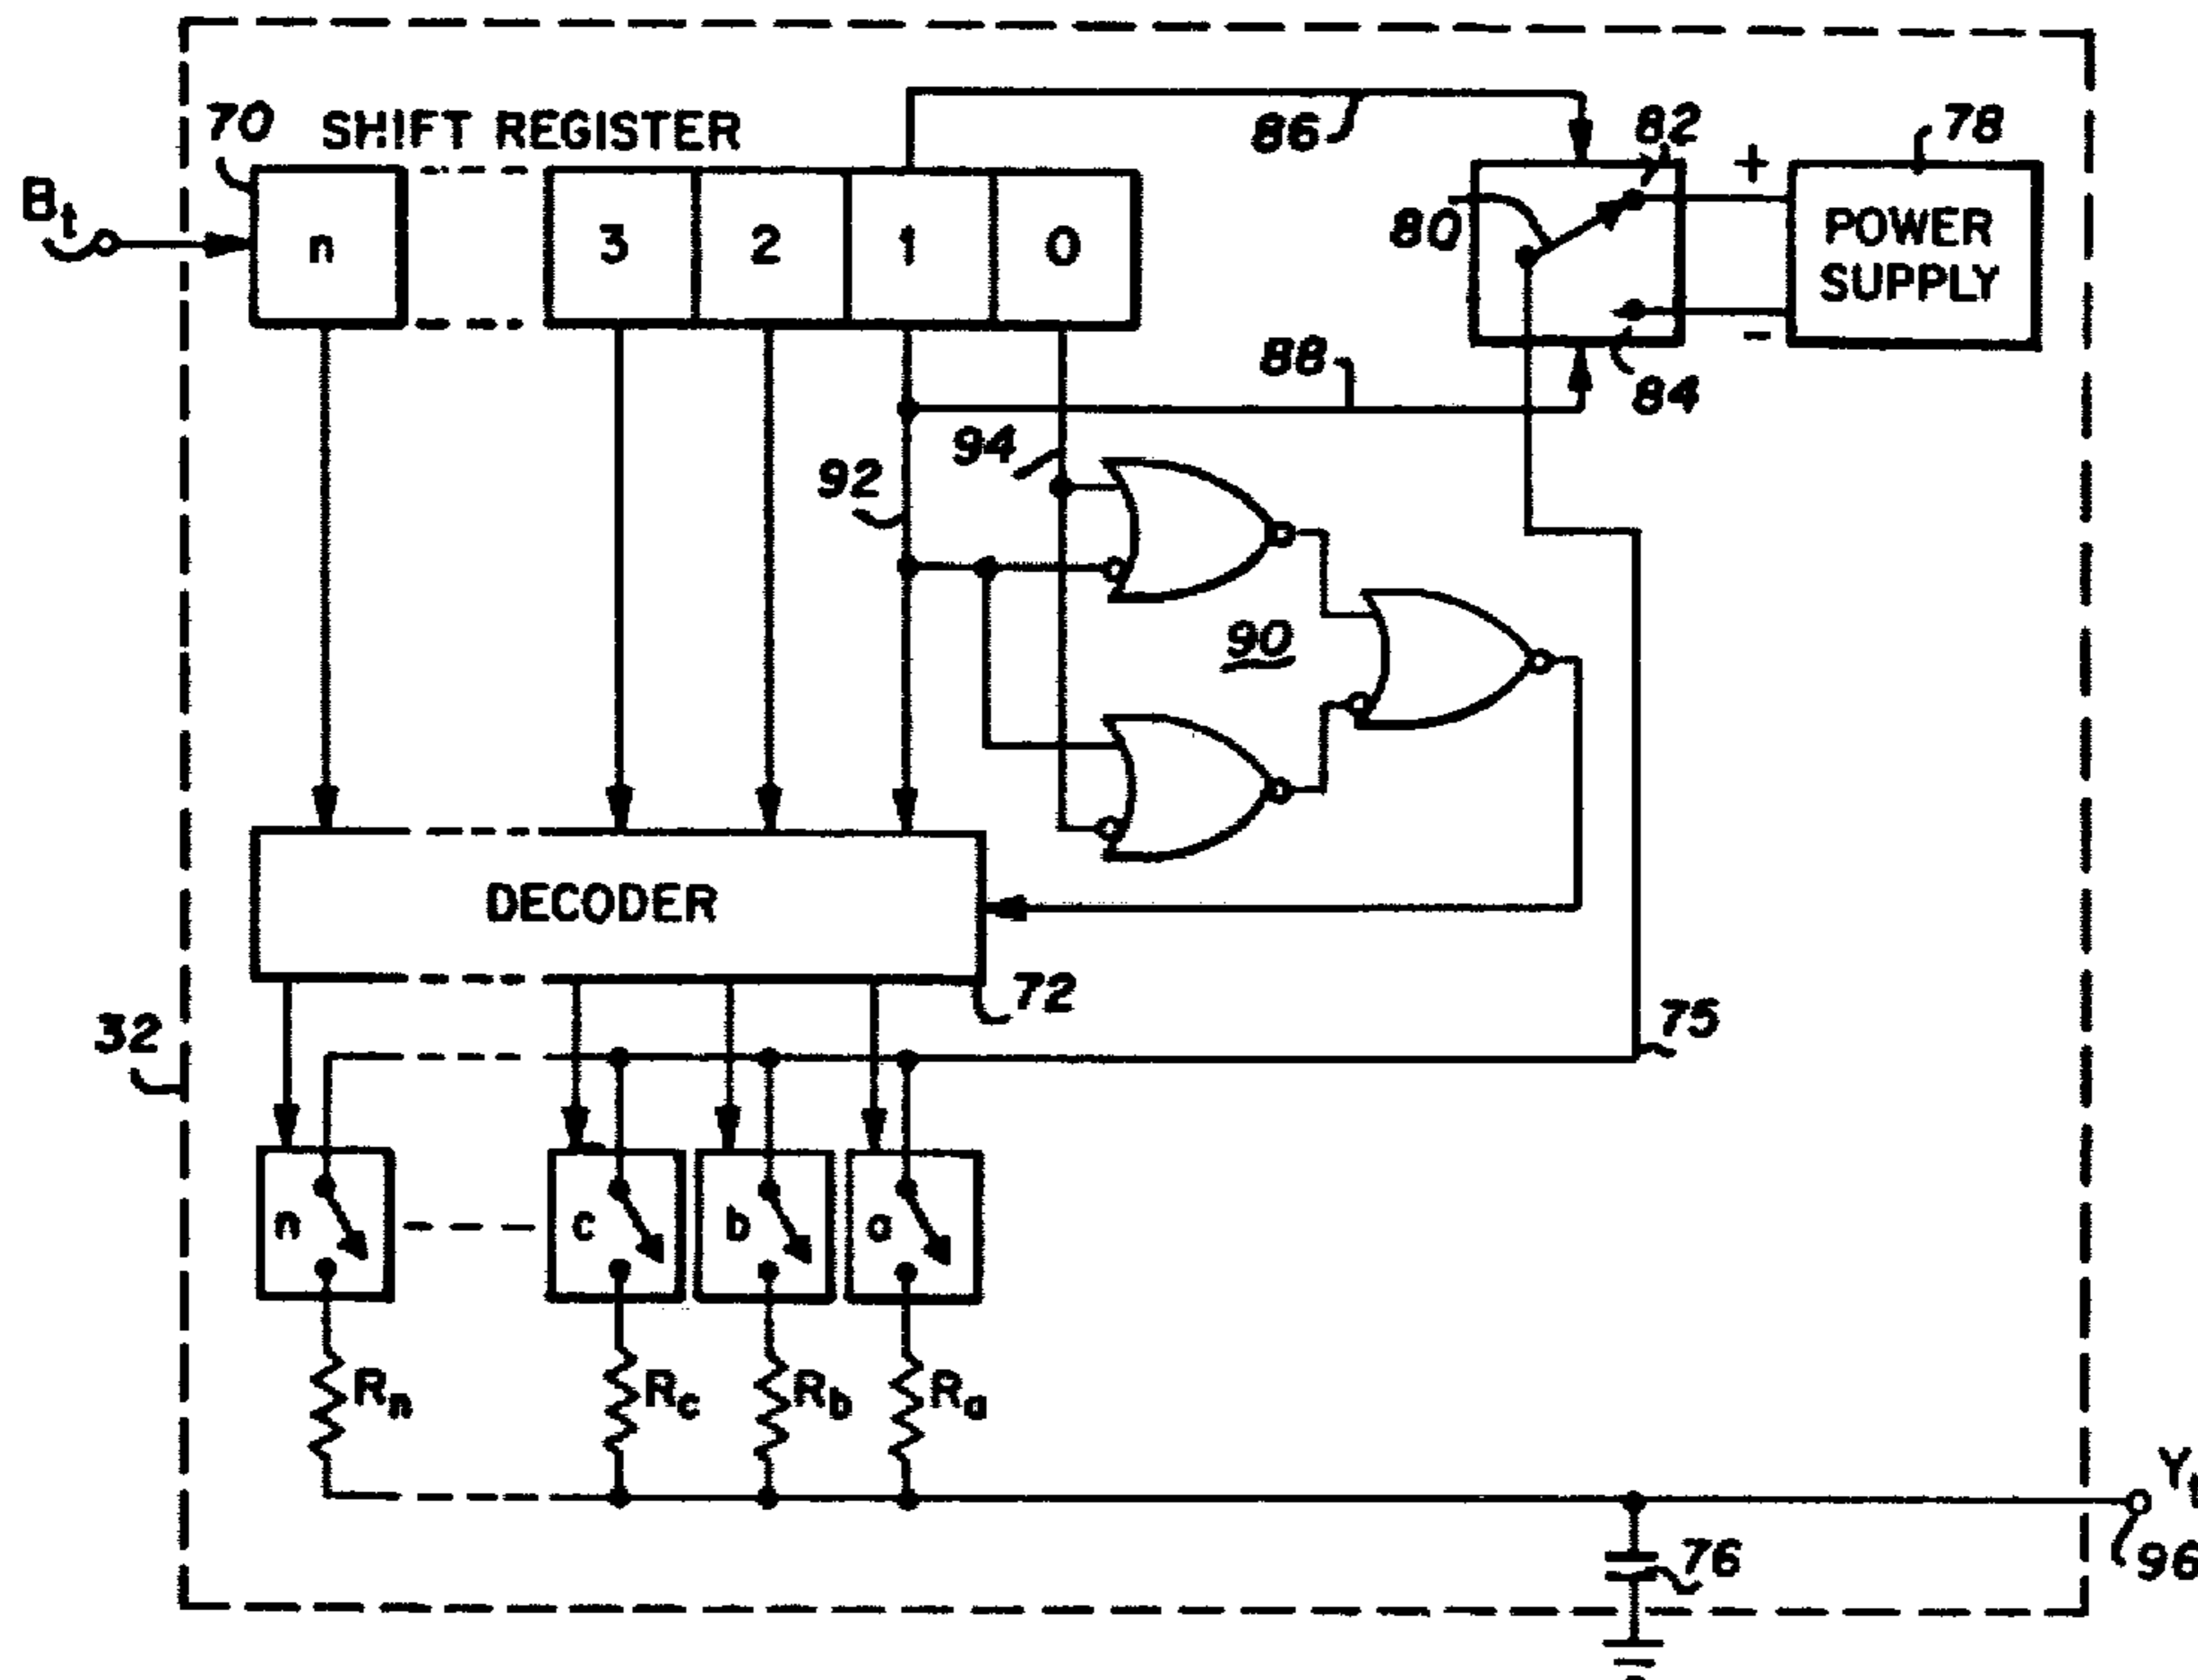 70 SHIFT REGISTER
86
82
78
Bt
n 3 2 1 0
80
+
POWER
SUPPLY
-
88
84
94
92
90
DECODER
72
32
75
n c b a
Rn Rc Rb Ra
Yt
76
96